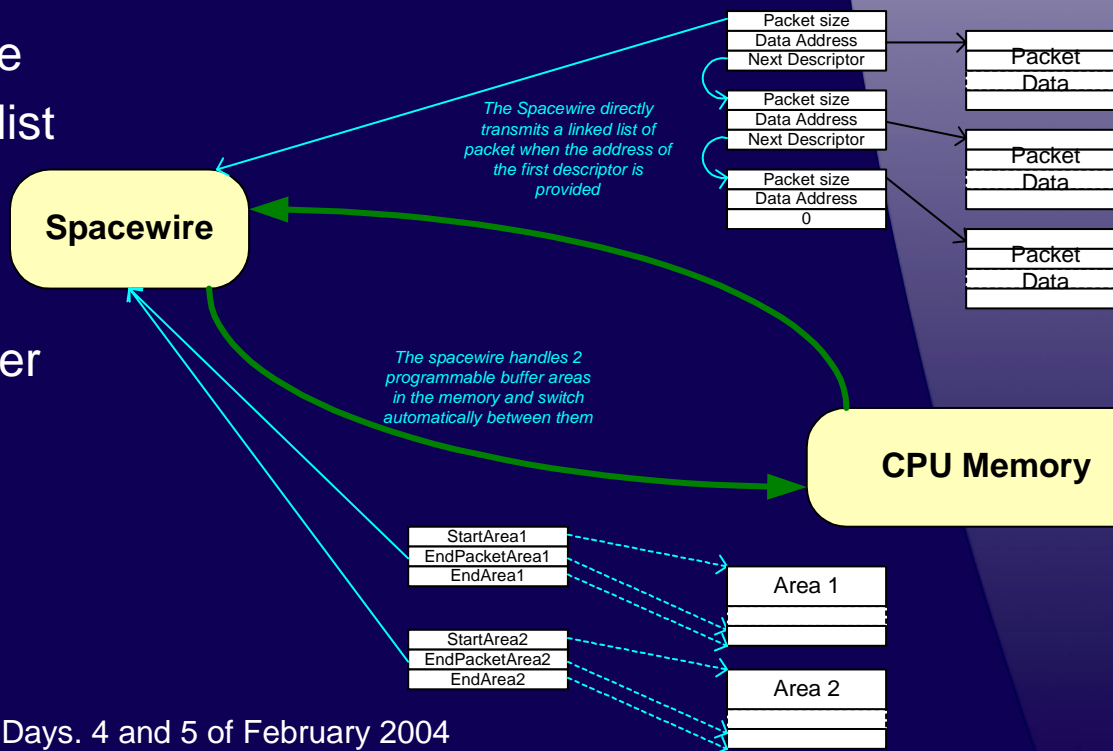 e
list
er
Packet size
Data Address
Next Descriptor
Packet size
Data Address
Next Descriptor
Packet size
Data Address
0
Packet
Data
Packet
Data
Packet
Data
The Spacewire directly
transmits a linked list of
packet when the address of
the first descriptor is
provided
Spacewire
The spacewire handles 2
programmable buffer areas
in the memory and switch
automatically between them
CPU Memory
StartArea1
EndPacketArea1
EndArea1
Area 1
StartArea2
EndPacketArea2
EndArea2
Area 2
Days. 4 and 5 of February 2004